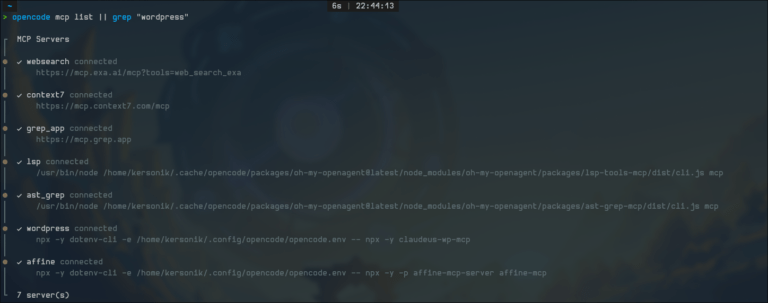 ~ 6s | 22:44:13
> opencode mcp list || grep "wordpress"
MCP Servers
✓ websearch connected
https://mcp.exa.ai/mcp?tools=web_search_exa
✓ context7 connected
https://mcp.context7.com/mcp
✓ grep_app connected
https://mcp.grep.app
✓ lsp connected
/usr/bin/node /home/kersonik/.cache/opencode/packages/oh-my-openagent@latest/node_modules/oh-my-openagent/packages/lsp-tools-mcp/dist/cli.js mcp
✓ ast_grep connected
/usr/bin/node /home/kersonik/.cache/opencode/packages/oh-my-openagent@latest/node_modules/oh-my-openagent/packages/ast-grep-mcp/dist/cli.js mcp
✓ wordpress connected
npx -y dotenv-cli -e /home/kersonik/.config/opencode/opencode.env -- npx -y claudeus-wp-mcp
✓ affine connected
npx -y dotenv-cli -e /home/kersonik/.config/opencode/opencode.env -- npx -y -p affine-mcp-server affine-mcp
7 server(s)